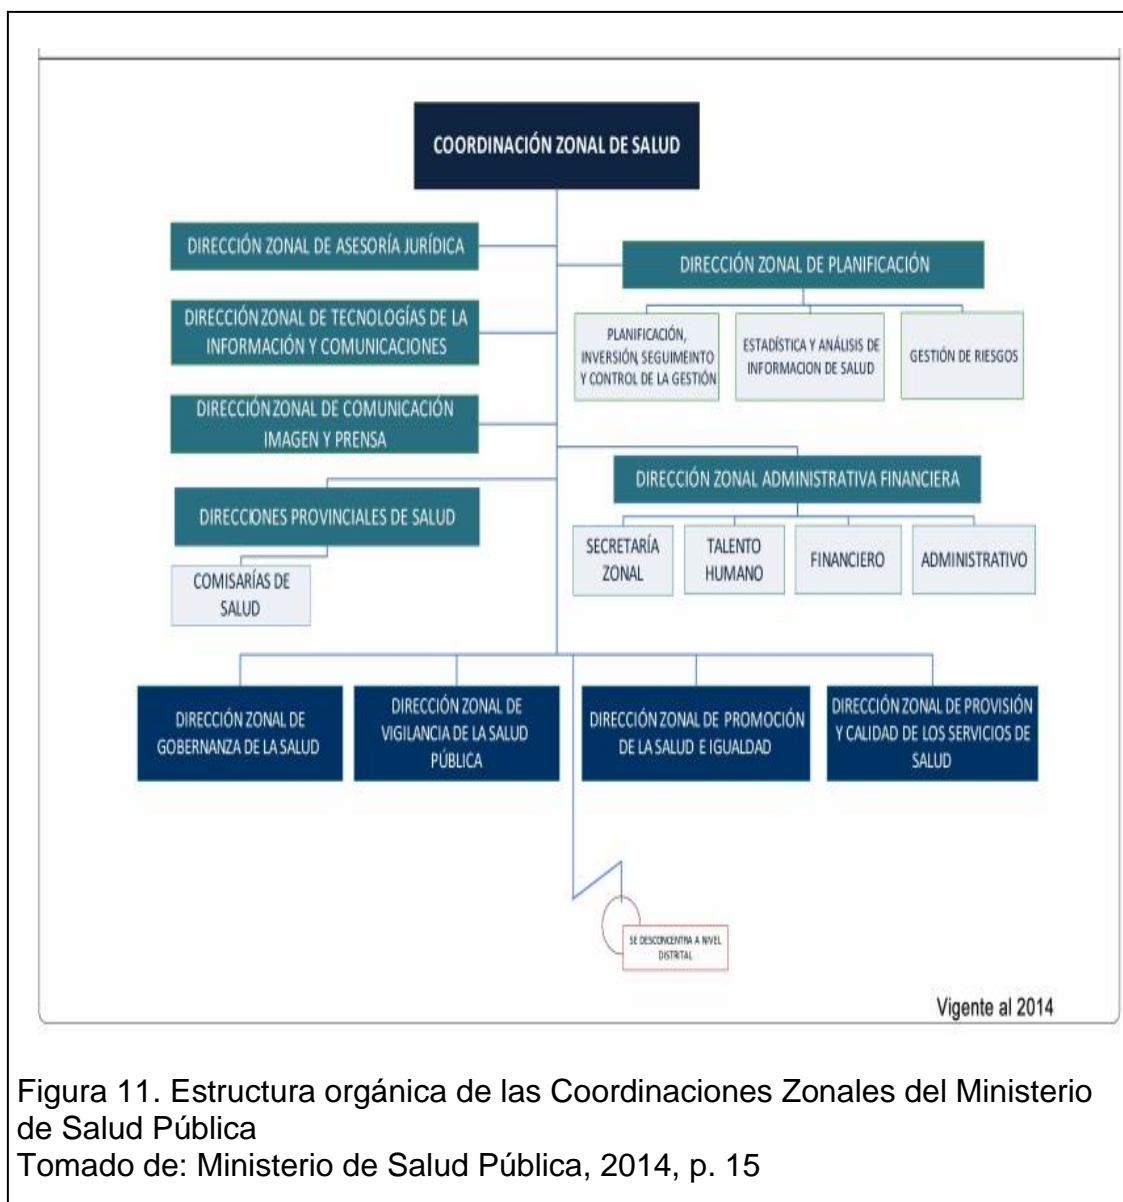 COORDINACIÓN ZONAL DE SALUD
DIRECCIÓN ZONAL DE ASESORÍA JURÍDICA
DIRECCIÓN ZONAL DE PLANIFICACIÓN
DIRECCIÓN ZONAL DE TECNOLOGÍAS DE LA
INFORMACIÓN Y COMUNICACIONES
PLANIFICACIÓN,
INVERSIÓN, SEGUIMEINTO
Y CONTROL DE LA GESTIÓN
ESTADÍSTICA Y ANÁLISIS DE
INFORMACION DE SALUD
GESTIÓN DE RIESGOS
DIRECCIÓN ZONAL DE COMUNICACIÓN
IMAGEN Y PRENSA
DIRECCIÓN ZONAL ADMINISTRATIVA FINANCIERA
DIRECCIONES PROVINCIALES DE SALUD
SECRETARÍA
ZONAL
TALENTO
HUMANO
FINANCIERO
ADMINISTRATIVO
COMISARÍAS DE
SALUD
DIRECCIÓN ZONAL DE
GOBERNANZA DE LA SALUD
DIRECCIÓN ZONAL DE
VIGILANCIA DE LA SALUD
PÚBLICA
DIRECCIÓN ZONAL DE PROMOCIÓN
DE LA SALUD E IGUALDAD
DIRECCIÓN ZONAL DE PROVISIÓN
Y CALIDAD DE LOS SERVICIOS DE
SALUD
SE DESCONCENTRA A NIVEL
DISTRITAL
Vigente al 2014
Figura 11. Estructura orgánica de las Coordinaciones Zonales del Ministerio
de Salud Pública
Tomado de: Ministerio de Salud Pública, 2014, p. 15